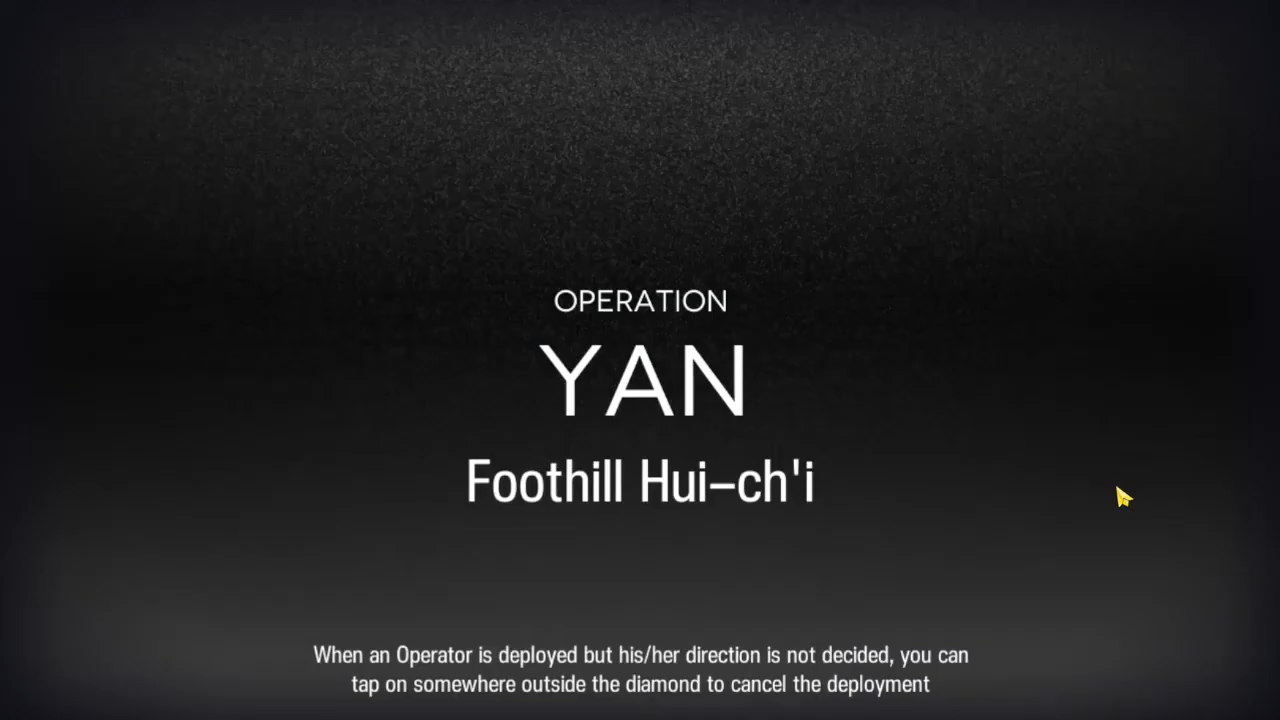 OPERATION
YAN
Foothill Hui-ch'i
When an Operator is deployed but his/her direction is not decided, you can
tap on somewhere outside the diamond to cancel the deployment